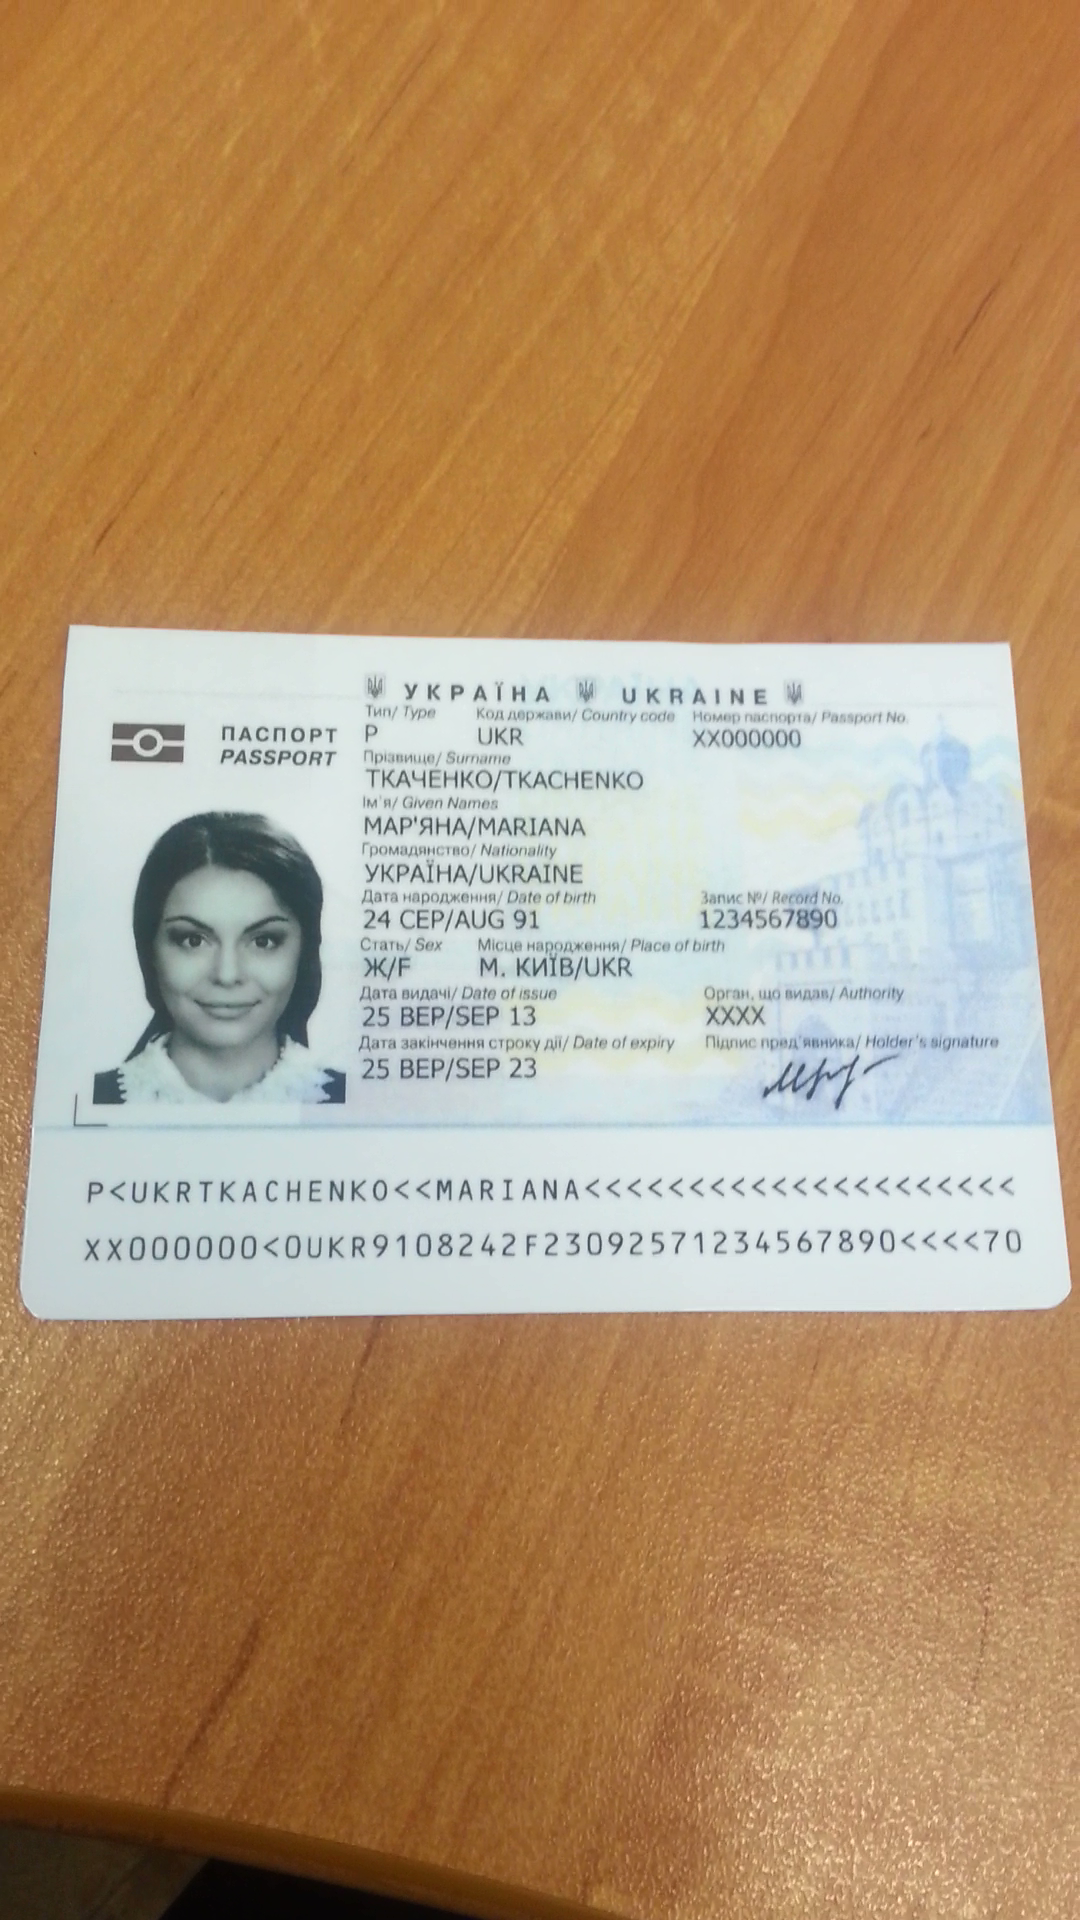 УКРАЇНА UKRAINE
ПАСПОРТ
PASSPORT
Тип/ Type Код держави/ Country code Номер паспорта/ Passport No.
P UKR XX000000
Прізвище/ Surname
ТКАЧЕНКО/TKACHENKO
Ім'я/ Given Names
МАР'ЯНА/MARIANA
Громадянство/ Nationality
УКРАЇНА/UKRAINE
Дата народження/ Date of birth Запис №/ Record No.
24 СЕР/AUG 91 1234567890
Стать/ Sex Місце народження/ Place of birth
Ж/F М. КИЇВ/UKR
Дата видачі/ Date of issue Орган, що видав/ Authority
25 ВЕР/SEP 13 XXXX
Дата закінчення строку дії/ Date of expiry Підпис пред'явника/ Holder's signature
25 ВЕР/SEP 23
P<UKRTKACHENKO<<MARIANA<<<<<<<<<<<<<<<<<<<<<
XX000000<0UKR9108242F23092571234567890<<<<70